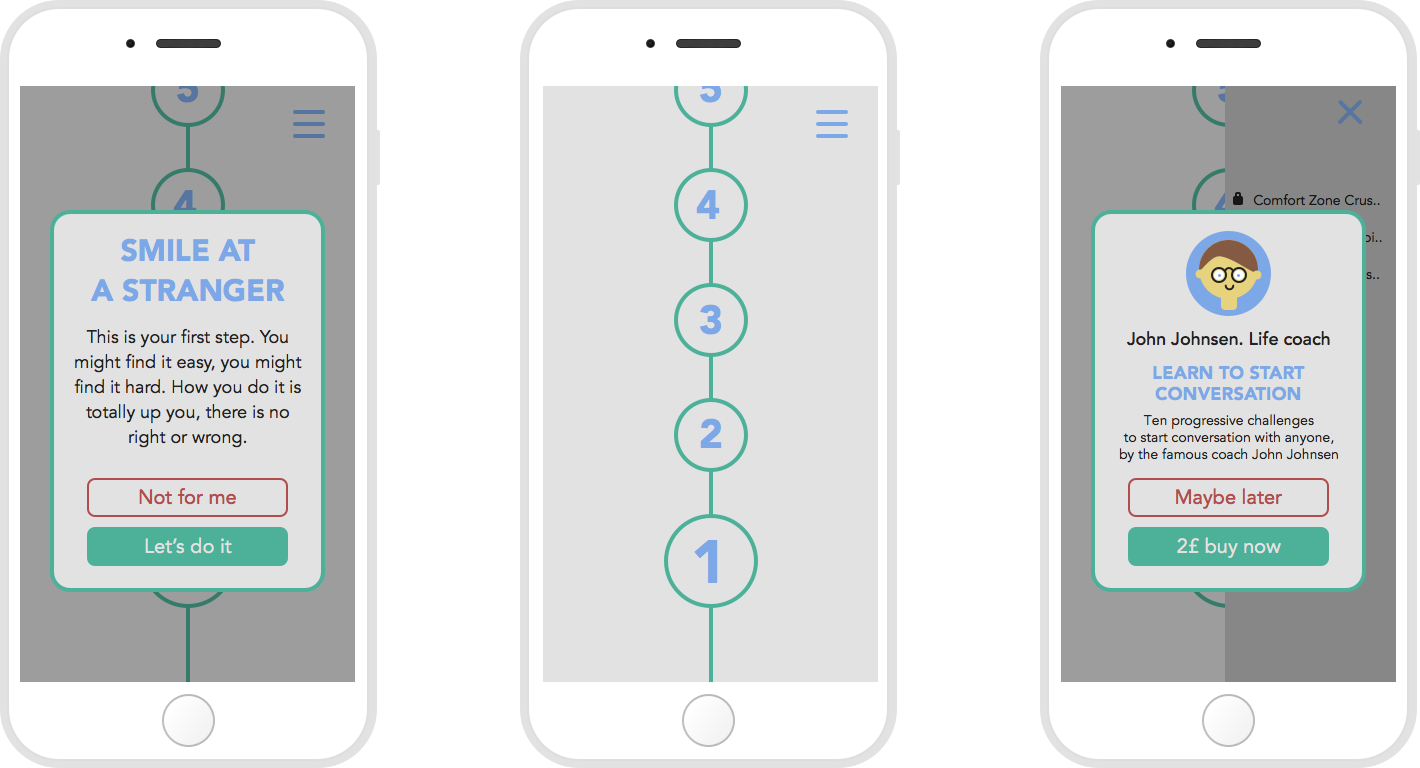 5
4
SMILE AT
A STRANGER
This is your first step. You
might find it easy, you might
find it hard. How you do it is
totally up you, there is no
right or wrong.
Not for me
Let's do it
5
4
3
2
1
Comfort Zone Crus..
John Johnsen. Life coach
LEARN TO START
CONVERSATION
Ten progressive challenges
to start conversation with anyone,
by the famous coach John Johnsen
Maybe later
2£ buy now